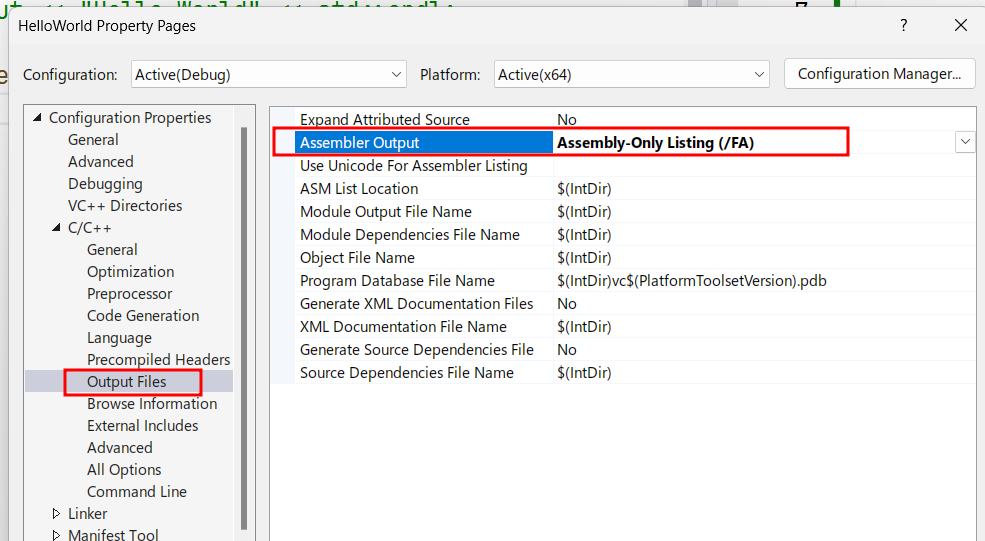 "Hello World" << std::endl;
HelloWorld Property Pages
?
Configuration: Active(Debug) Platform: Active(x64) Configuration Manager...
Configuration Properties
General
Advanced
Debugging
VC++ Directories
C/C++
General
Optimization
Preprocessor
Code Generation
Language
Precompiled Headers
Output Files
Browse Information
External Includes
Advanced
All Options
Command Line
Linker
Manifest Tool
Expand Attributed Source No
Assembler Output Assembly-Only Listing (/FA)
Use Unicode For Assembler Listing
ASM List Location $(IntDir)
Module Output File Name $(IntDir)
Module Dependencies File Name $(IntDir)
Object File Name $(IntDir)
Program Database File Name $(IntDir)vc$(PlatformToolsetVersion).pdb
Generate XML Documentation Files No
XML Documentation File Name $(IntDir)
Generate Source Dependencies File No
Source Dependencies File Name $(IntDir)